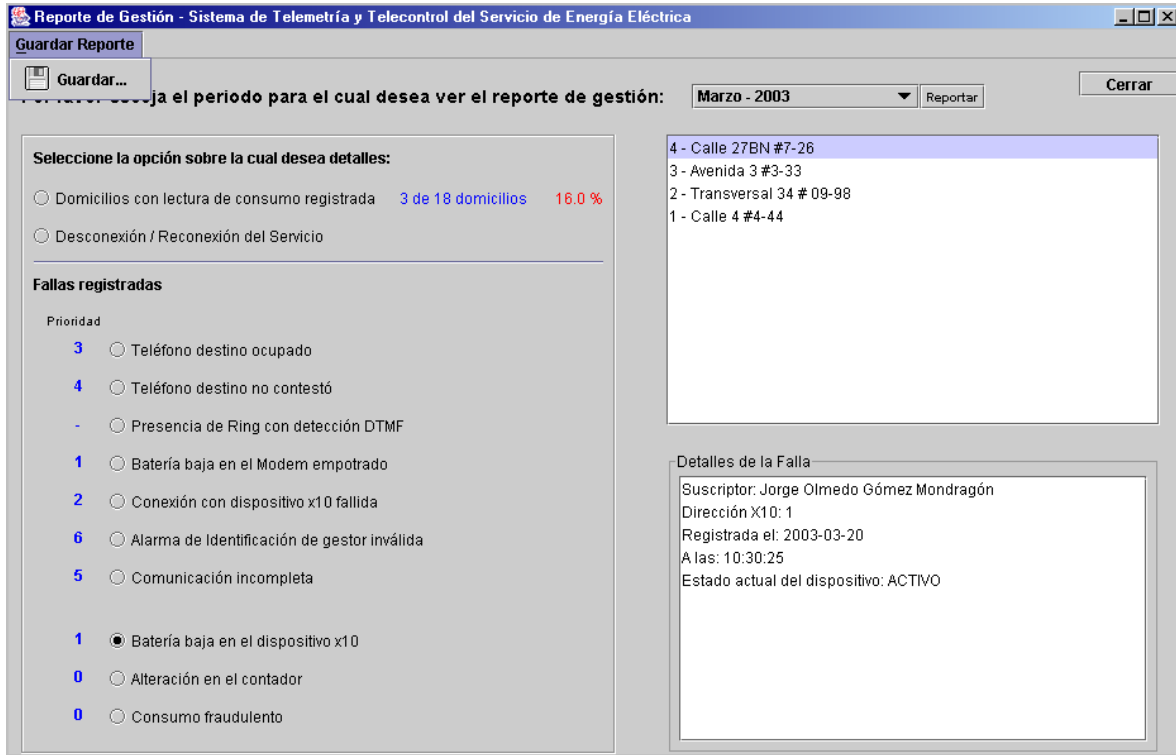 Reporte de Gestión - Sistema de Telemetría y Telecontrol del Servicio de Energía Eléctrica
Guardar Reporte
Guardar...
el periodo para el cual desea ver el reporte de gestión:
Marzo - 2003
Reportar
Cerrar
Seleccione la opción sobre la cual desea detalles:
Domicilios con lectura de consumo registrada 3 de 18 domicilios 16.0 %
Desconexión / Reconexión del Servicio
Fallas registradas
Prioridad
3 Teléfono destino ocupado
4 Teléfono destino no contestó
- Presencia de Ring con detección DTMF
1 Batería baja en el Modem empotrado
2 Conexión con dispositivo x10 fallida
6 Alarma de Identificación de gestor inválida
5 Comunicación incompleta
1 Batería baja en el dispositivo x10
0 Alteración en el contador
0 Consumo fraudulento
4 - Calle 27BN #7-26
3 - Avenida 3 #3-33
2 - Transversal 34 # 09-98
1 - Calle 4 #4-44
Detalles de la Falla
Suscriptor: Jorge Olmedo Gómez Mondragón
Dirección X10: 1
Registrada el: 2003-03-20
A las: 10:30:25
Estado actual del dispositivo: ACTIVO